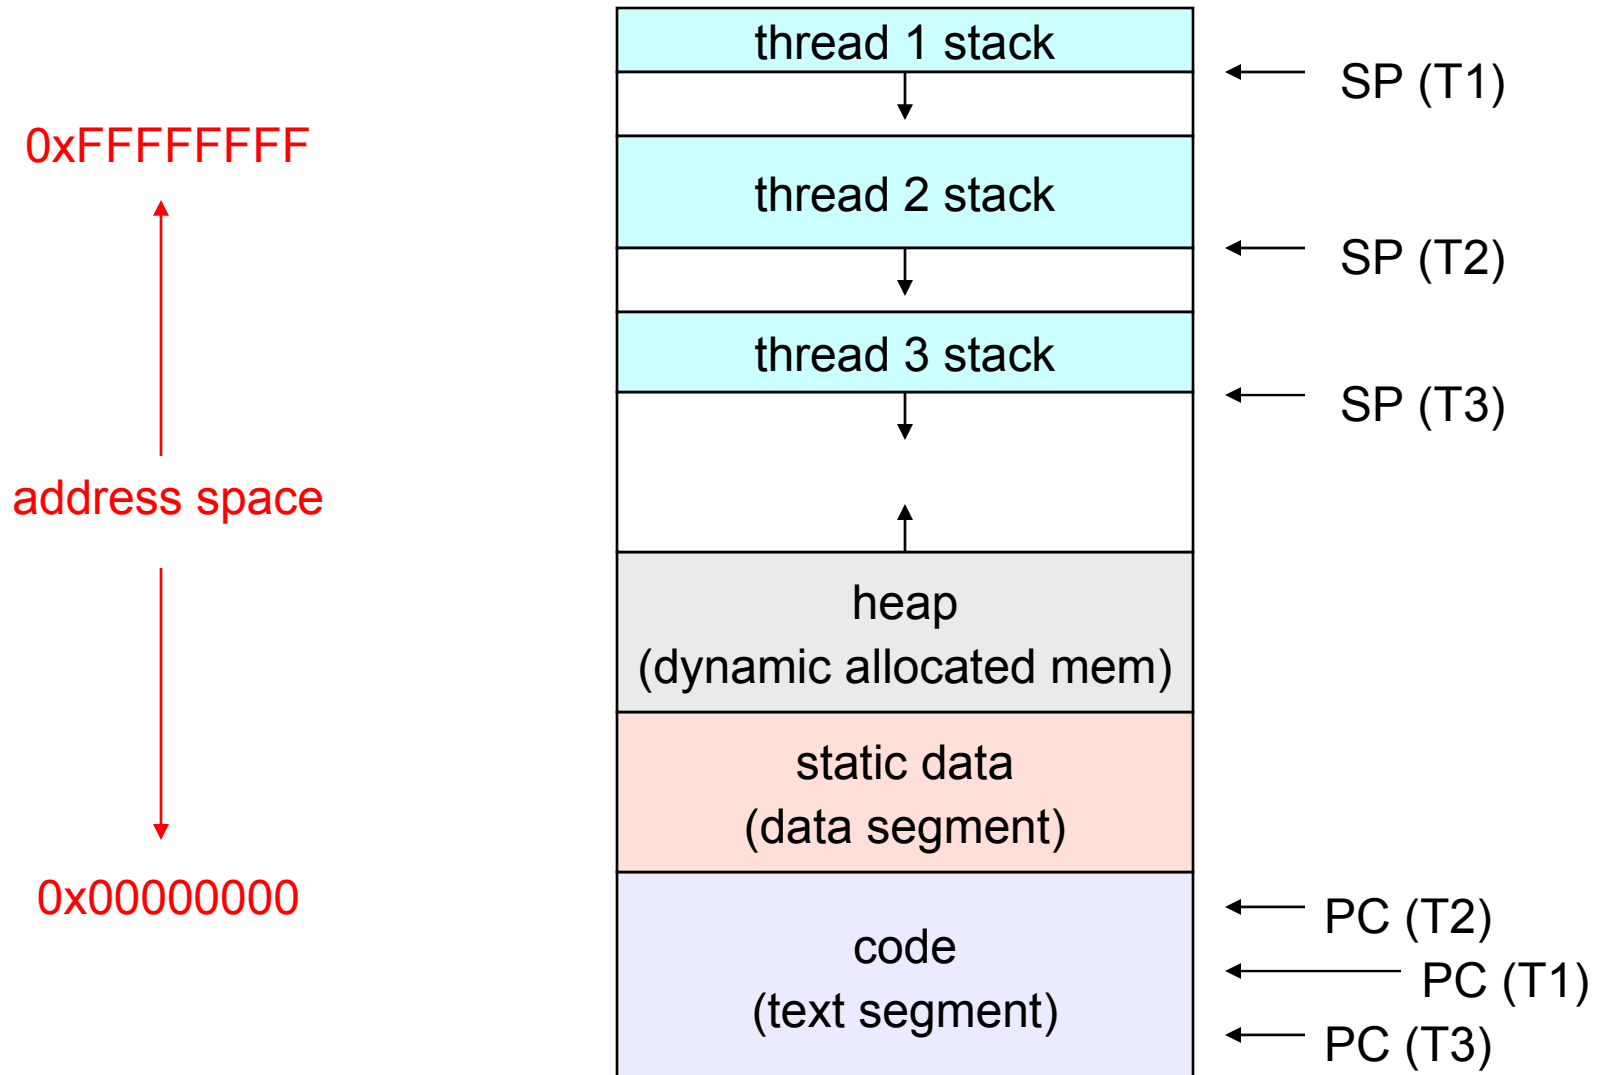 thread 1 stack
SP (T1)
0xFFFFFFFF
thread 2 stack
SP (T2)
thread 3 stack
SP (T3)
address space
heap
(dynamic allocated mem)
static data
(data segment)
0x00000000
PC (T2)
code
PC (T1)
(text segment)
PC (T3)